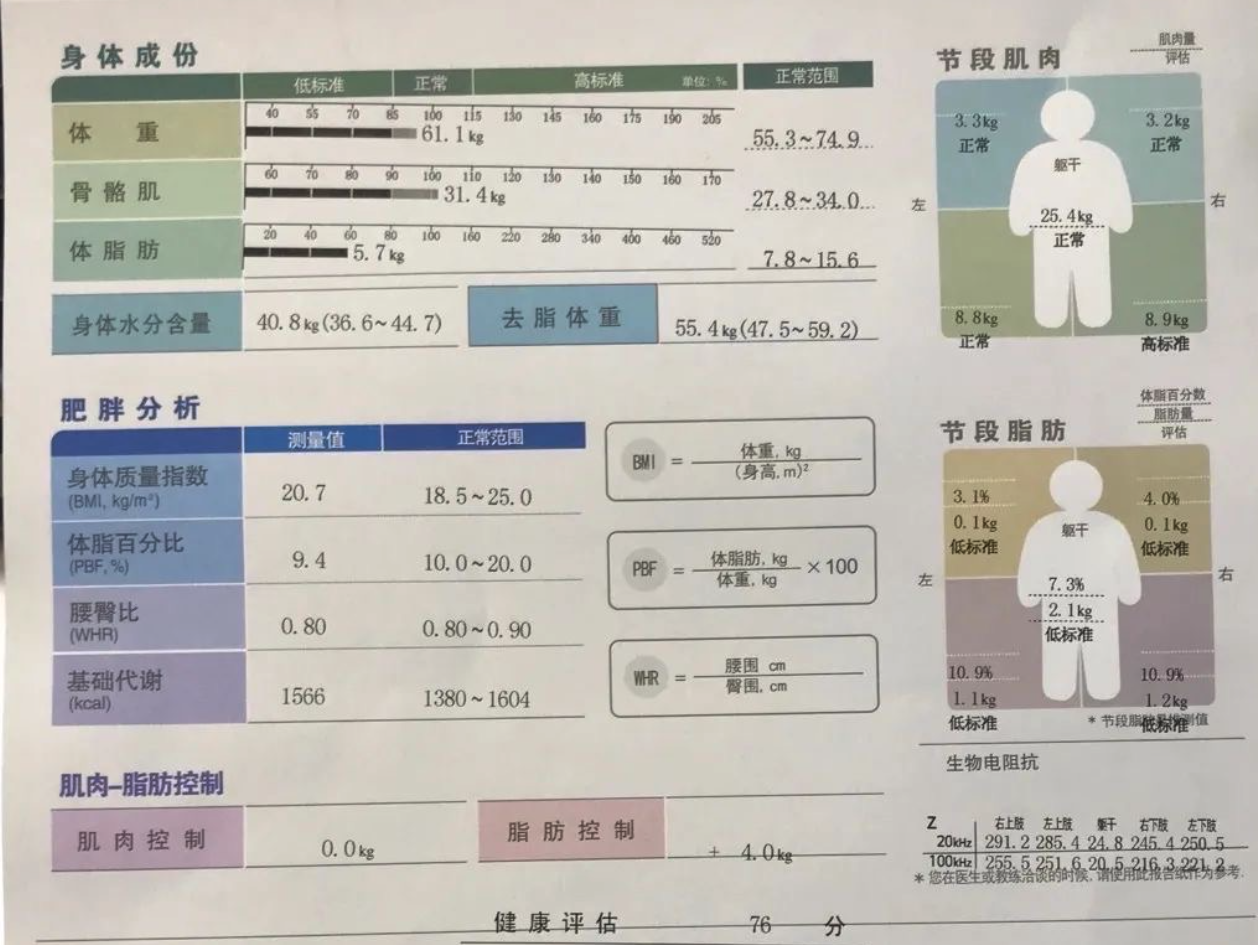 身体成份
低标准 正常 高标准 单位：% 正常范围
体 重 40 55 70 85 100 115 130 145 160 175 190 205
61.1kg 55.3~74.9
骨骼肌 60 70 80 90 100 110 120 130 140 150 160 170
31.4kg 27.8~34.0
体脂肪 20 40 60 80 100 160 220 280 340 400 460 520
5.7kg 7.8~15.6
身体水分含量 40.8kg(36.6~44.7) 去脂体重 55.4kg(47.5~59.2)
节段肌肉 肌肉量
评估
3.3kg 3.2kg
正常 正常
躯干
左 右
25.4kg
正常
8.8kg 8.9kg
正常 高标准
肥胖分析
测量值 正常范围
身体质量指数
(BMI, kg/m²) 20.7 18.5~25.0
体脂百分比
(PBF, %) 9.4 10.0~20.0
腰臀比
(WHR) 0.80 0.80~0.90
基础代谢
(kcal) 1566 1380~1604
BMI = 体重, kg
(身高, m)²
PBF = 体脂肪, kg × 100
体重, kg
WHR = 腰围 cm
臀围, cm
节段脂肪 体脂百分数
脂肪量
评估
3.1% 4.0%
0.1kg 0.1kg
低标准 低标准
躯干
左 右
7.3%
2.1kg
低标准
10.9% 10.9%
1.1kg 1.2kg
低标准 低标准
* 节段脂 测值
肌肉–脂肪控制
肌肉控制 0.0kg 脂肪控制 + 4.0kg
生物电阻抗
Z 右上肢 左上肢 躯干 右下肢 左下肢
20kHz 291.2 285.4 24.8 245.4 250.5
100kHz 255.5 251.6 20.5 216.3 221.2
* 您在医生或教练洽谈的时候, 请使用此报告纸作为参考.
健康评估 76 分